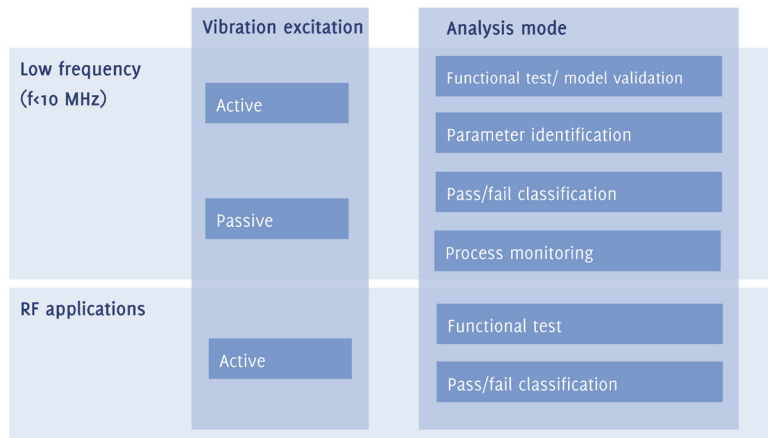 Vibration excitation
Analysis mode
Low frequency
(f<10 MHz)
Active
Passive
Functional test/ model validation
Parameter identification
Pass/fail classification
Process monitoring
RF applications
Active
Functional test
Pass/fail classification